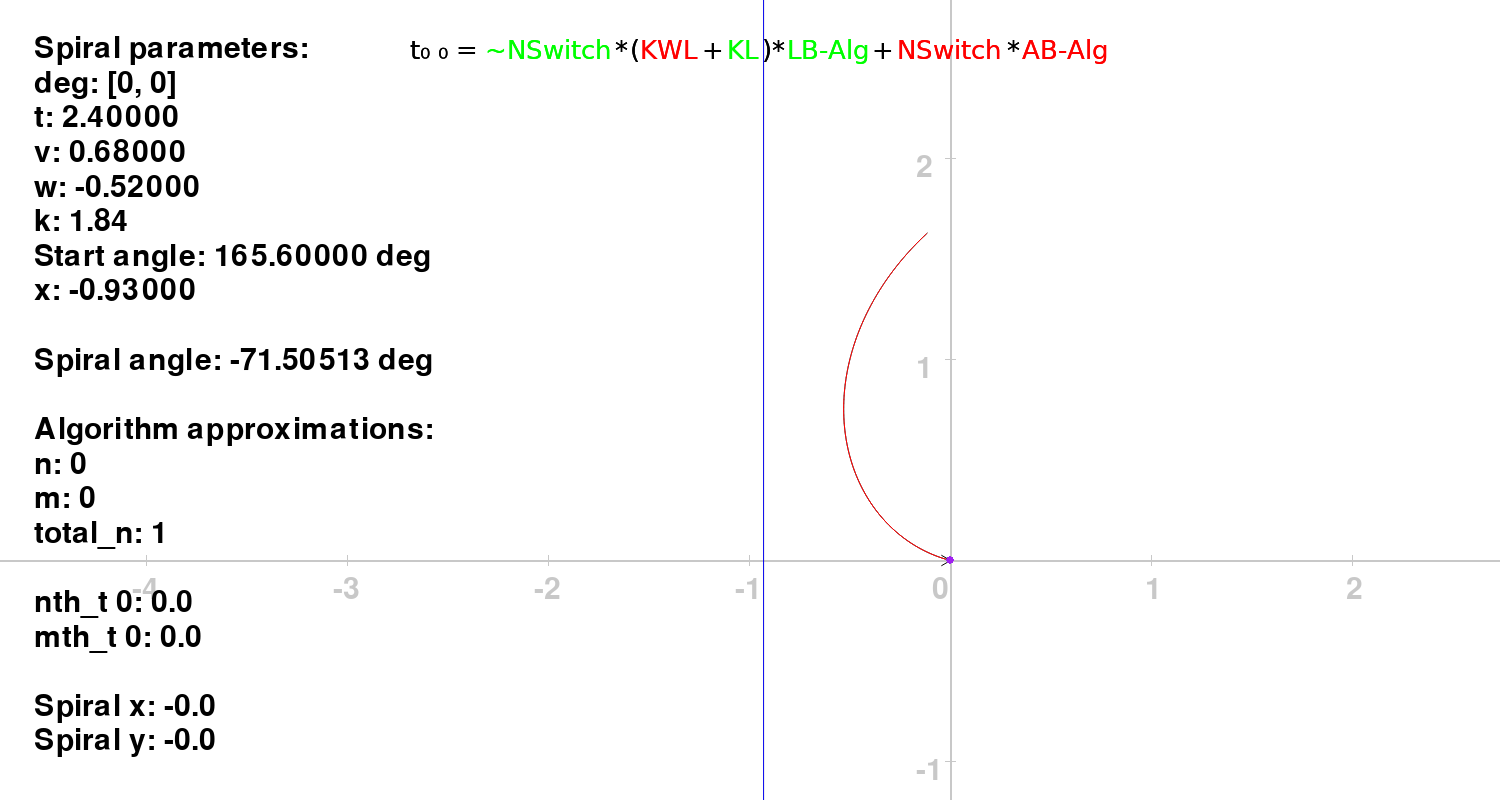 Spiral parameters:
deg: [0, 0]
t: 2.40000
v: 0.68000
w: -0.52000
k: 1.84
Start angle: 165.60000 deg
x: -0.93000
Spiral angle: -71.50513 deg
Algorithm approximations:
n: 0
m: 0
total_n: 1
nth_t 0: 0.0
mth_t 0: 0.0
Spiral x: -0.0
Spiral y: -0.0
t₀ ₀ = ~NSwitch*(KWL + KL)*LB-Alg + NSwitch *AB-Alg
2
1
-4 -3 -2 -1 0 1 2
-1